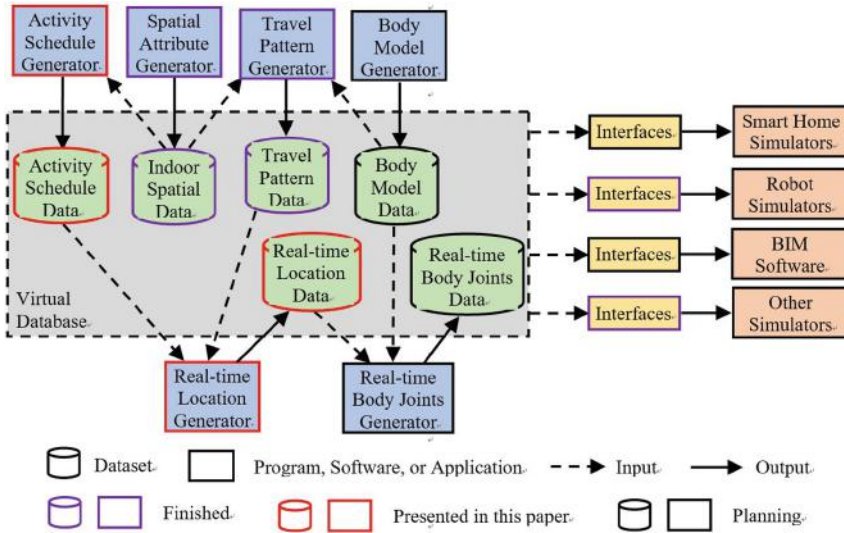 Activity
Schedule
Generator
Spatial
Attribute
Generator
Travel
Pattern
Generator
Body
Model
Generator
Activity
Schedule
Data
Indoor
Spatial
Data
Travel
Pattern
Data
Body
Model
Data
Real-time
Location
Data
Real-time
Body Joints
Data
Virtual
Database
Interfaces
Smart Home
Simulators
Interfaces
Robot
Simulators
Interfaces
BIM
Software
Interfaces
Other
Simulators
Real-time
Location
Generator
Real-time
Body Joints
Generator
Dataset
Program, Software, or Application
Input
Output
Finished
Presented in this paper
Planning